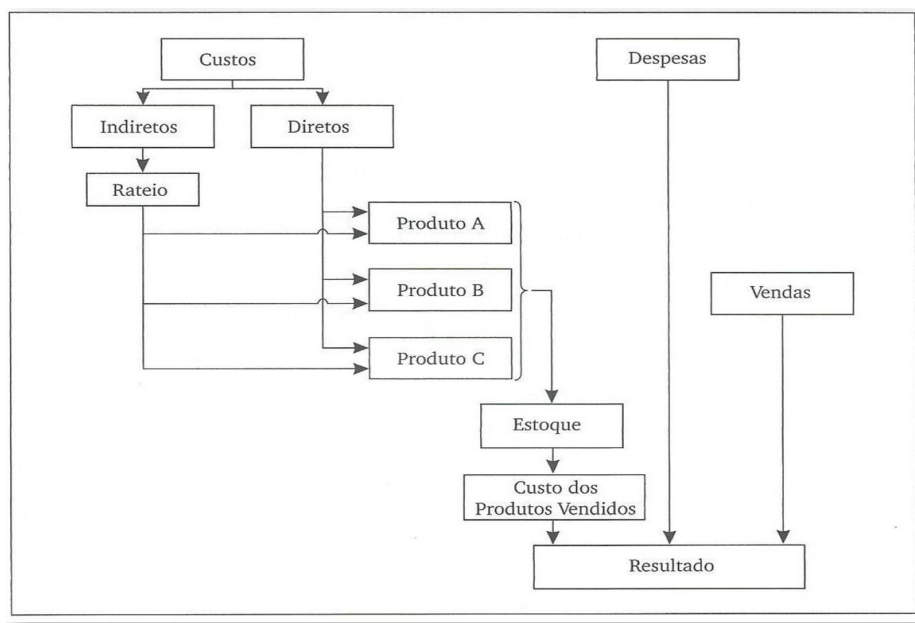 Custos
Despesas
Indiretos
Diretos
Rateio
Produto A
Produto B
Vendas
Produto C
Estoque
Custo dos
Produtos Vendidos
Resultado